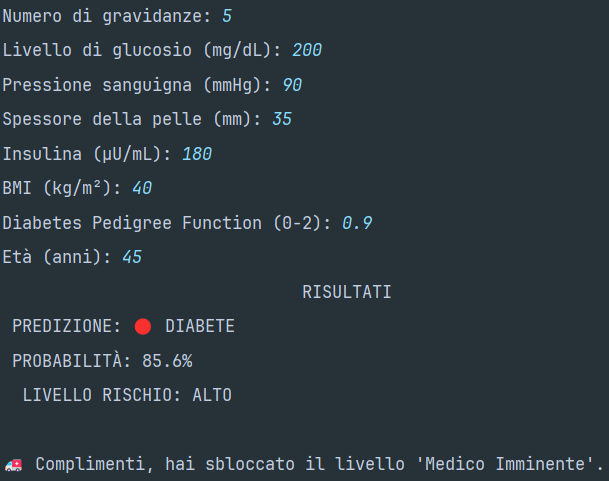 Numero di gravidanze: 5
Livello di glucosio (mg/dL): 200
Pressione sanguigna (mmHg): 90
Spessore della pelle (mm): 35
Insulina (μU/mL): 180
BMI (kg/m²): 40
Diabetes Pedigree Function (0-2): 0.9
Età (anni): 45
RISULTATI
PREDIZIONE: 🔴 DIABETE
PROBABILITÀ: 85.6%
LIVELLO RISCHIO: ALTO
🚑 Complimenti, hai sbloccato il livello 'Medico Imminente'.